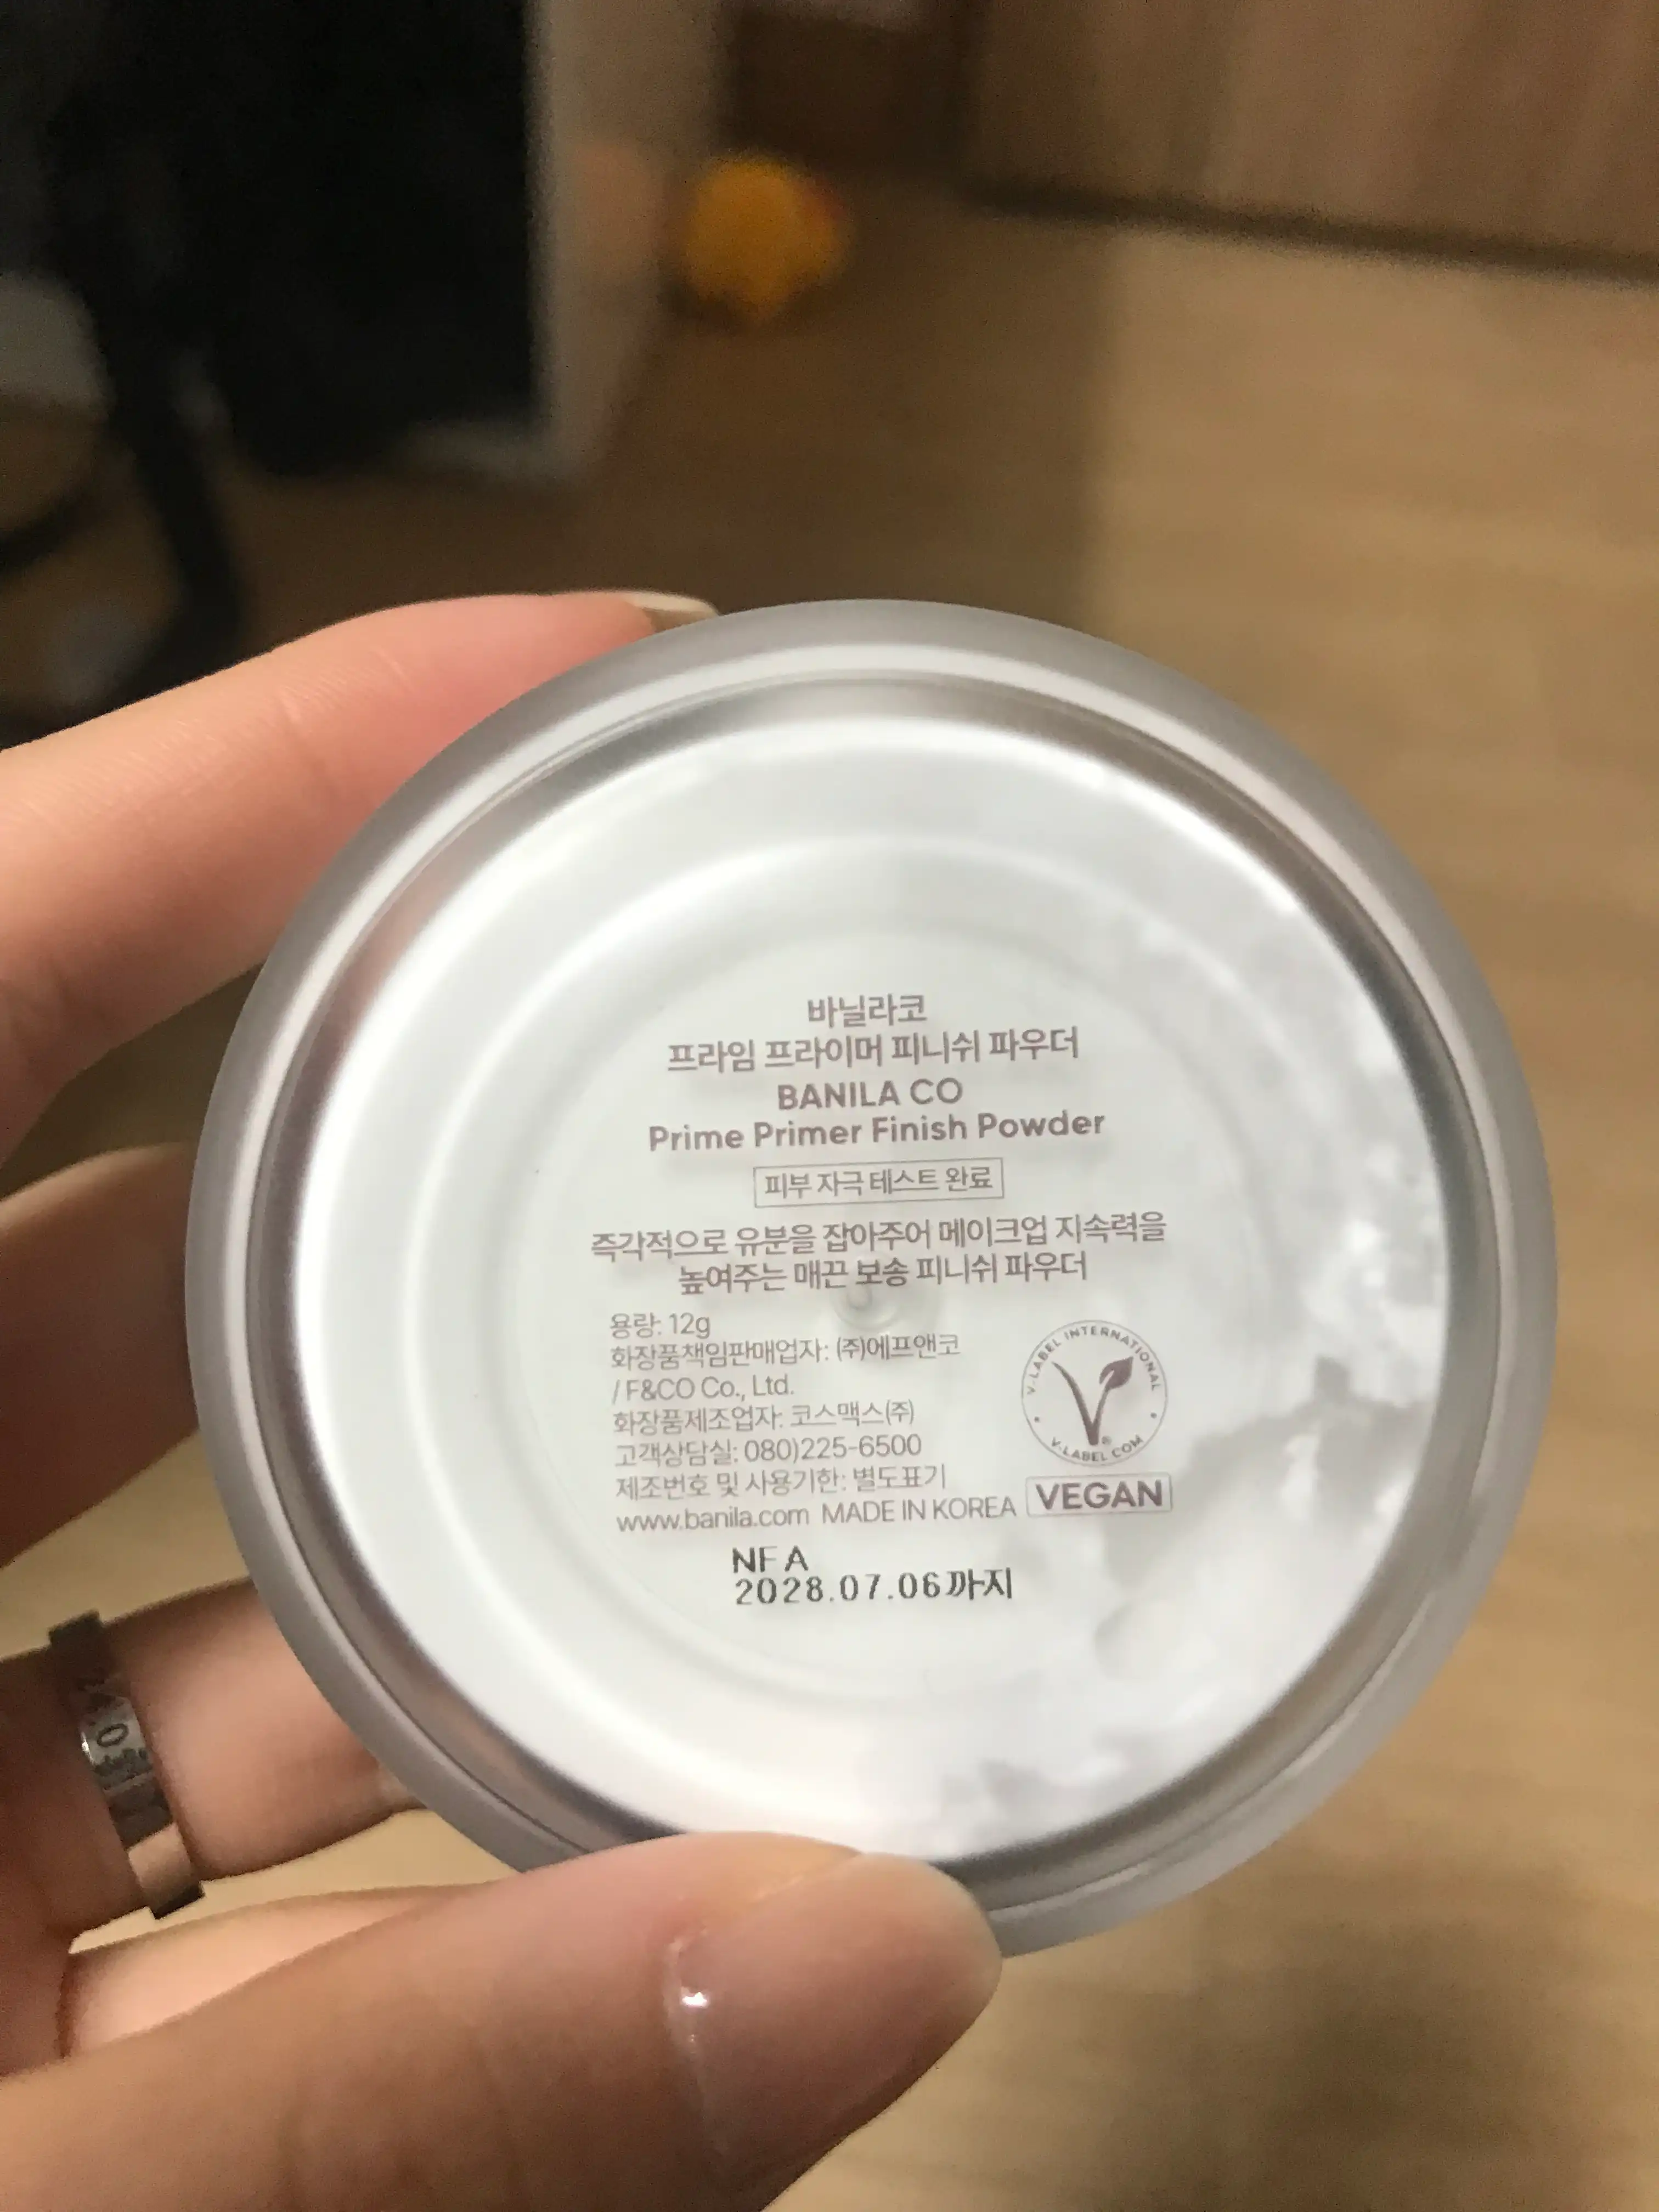 바닐라코
프라임 프라이머 피니쉬 파우더
BANILA CO
Prime Primer Finish Powder
피부 자극 테스트 완료
즉각적으로 유분을 잡아주어 메이크업 지속력을
높여주는 매끈 보송 피니쉬 파우더
용량: 12g
화장품책임판매업자: (주)에프앤코
/ F&CO Co., Ltd.
화장품제조업자: 코스맥스(주)
고객상담실: 080)225-6500
제조번호 및 사용기한: 별도표기
www.banila.com MADE IN KOREA
V-LABEL INTERNATIONAL
V-LABEL.COM
VEGAN
NFA
2028.07.06까지